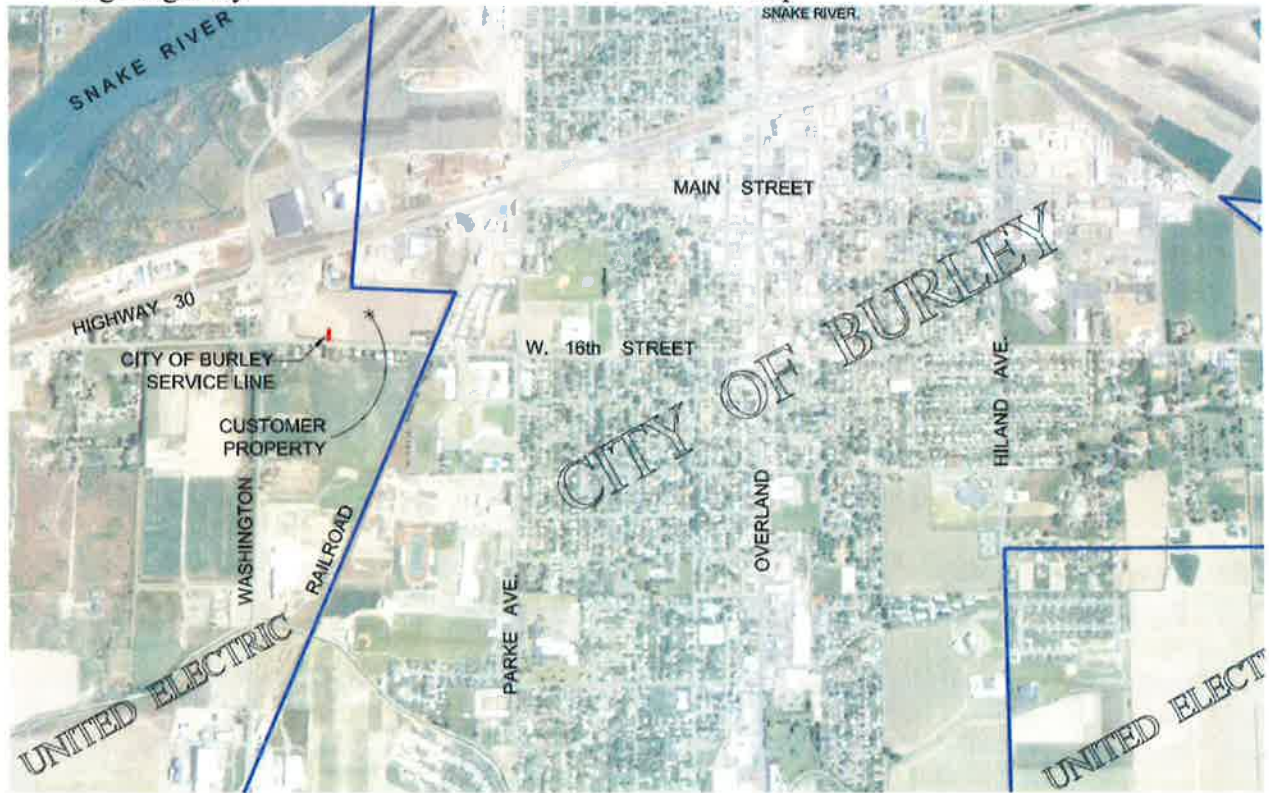 SNAKE RIVER
SNAKE RIVER
MAIN STREET
HIGHWAY 30
CITY OF BURLEY
SERVICE LINE
W. 16th STREET
CUSTOMER
PROPERTY
CITY OF BURLEY
HILAND AVE.
WASHINGTON
RAILROAD
OVERLAND
PARKE AVE.
UNITED ELECTRIC
UNITED ELECT